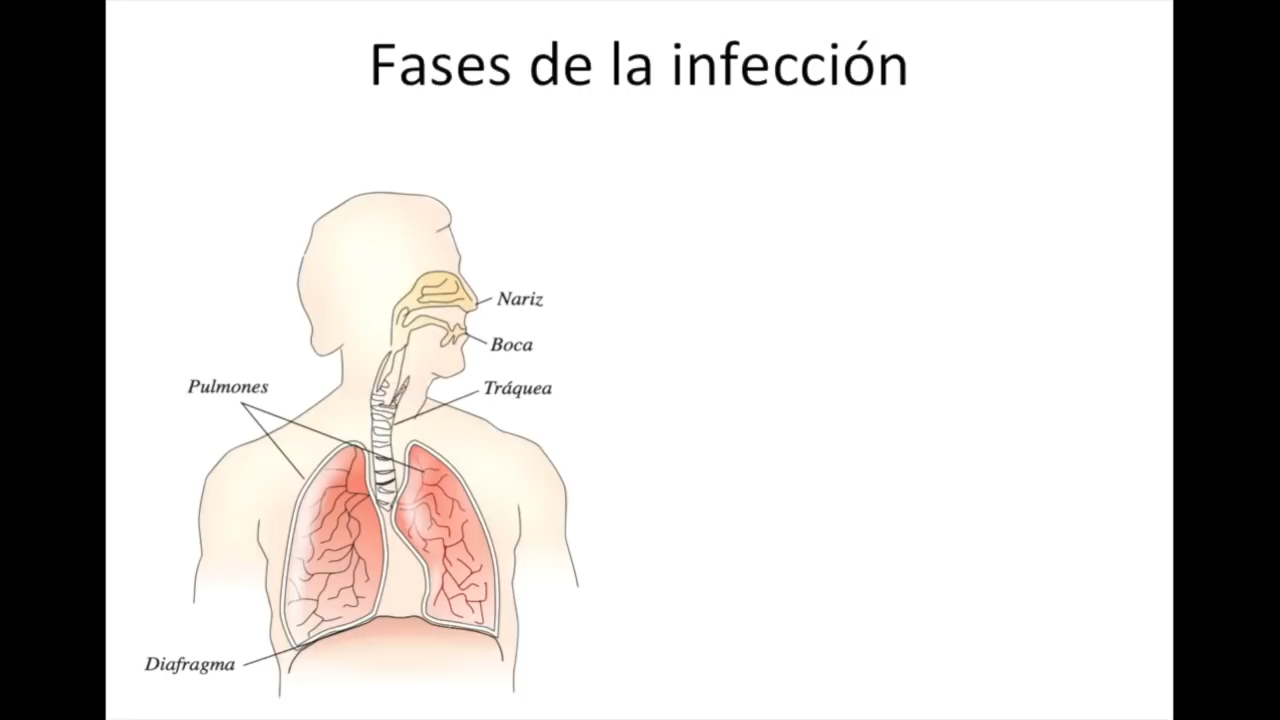 Fases de la infección
Nariz
Boca
Tráquea
Pulmones
Diafragma